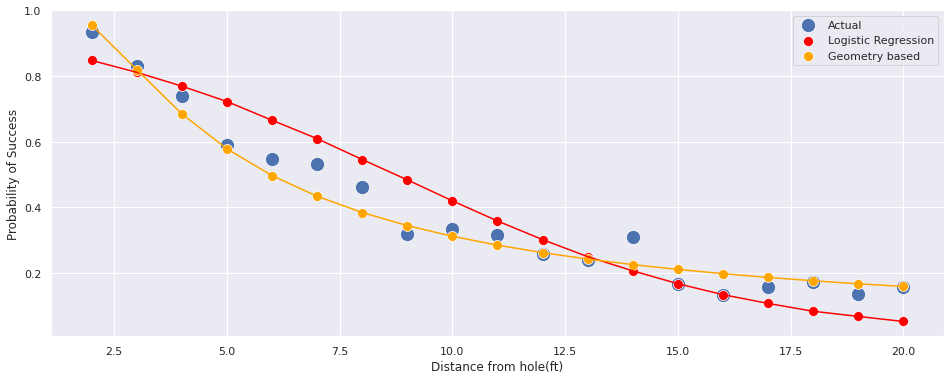 1.0
0.8
0.6
0.4
0.2
Probability of Success
2.5 5.0 7.5 10.0 12.5 15.0 17.5 20.0
Distance from hole(ft)
Actual
Logistic Regression
Geometry based